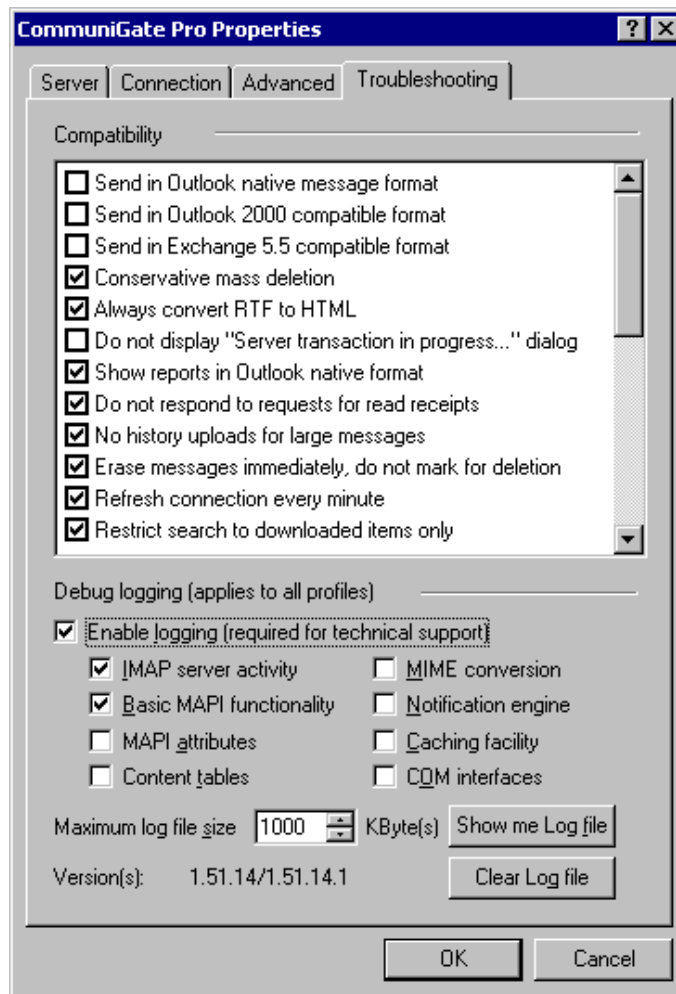 CommuniGate Pro Properties
Server Connection Advanced Troubleshooting
Compatibility
Send in Outlook native message format
Send in Outlook 2000 compatible format
Send in Exchange 5.5 compatible format
Conservative mass deletion
Always convert RTF to HTML
Do not display "Server transaction in progress..." dialog
Show reports in Outlook native format
Do not respond to requests for read receipts
No history uploads for large messages
Erase messages immediately, do not mark for deletion
Refresh connection every minute
Restrict search to downloaded items only
Debug logging (applies to all profiles)
Enable logging (required for technical support)
IMAP server activity MIME conversion
Basic MAPI functionality Notification engine
MAPI attributes Caching facility
Content tables COM interfaces
Maximum log file size 1000 KByte(s) Show me Log file
Version(s): 1.51.14/1.51.14.1 Clear Log file
OK Cancel